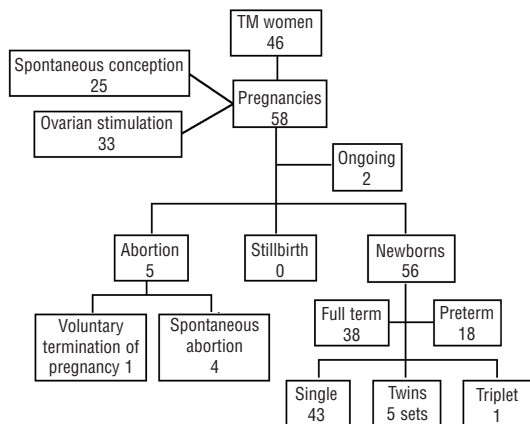 TM women
46
Spontaneous conception
25
Pregnancies
58
Ovarian stimulation
33
Ongoing
2
Abortion
5
Stillbirth
0
Newborns
56
Voluntary
termination of
pregnancy 1
Spontaneous
abortion
4
Full term
38
Preterm
18
Single
43
Twins
5 sets
Triplet
1